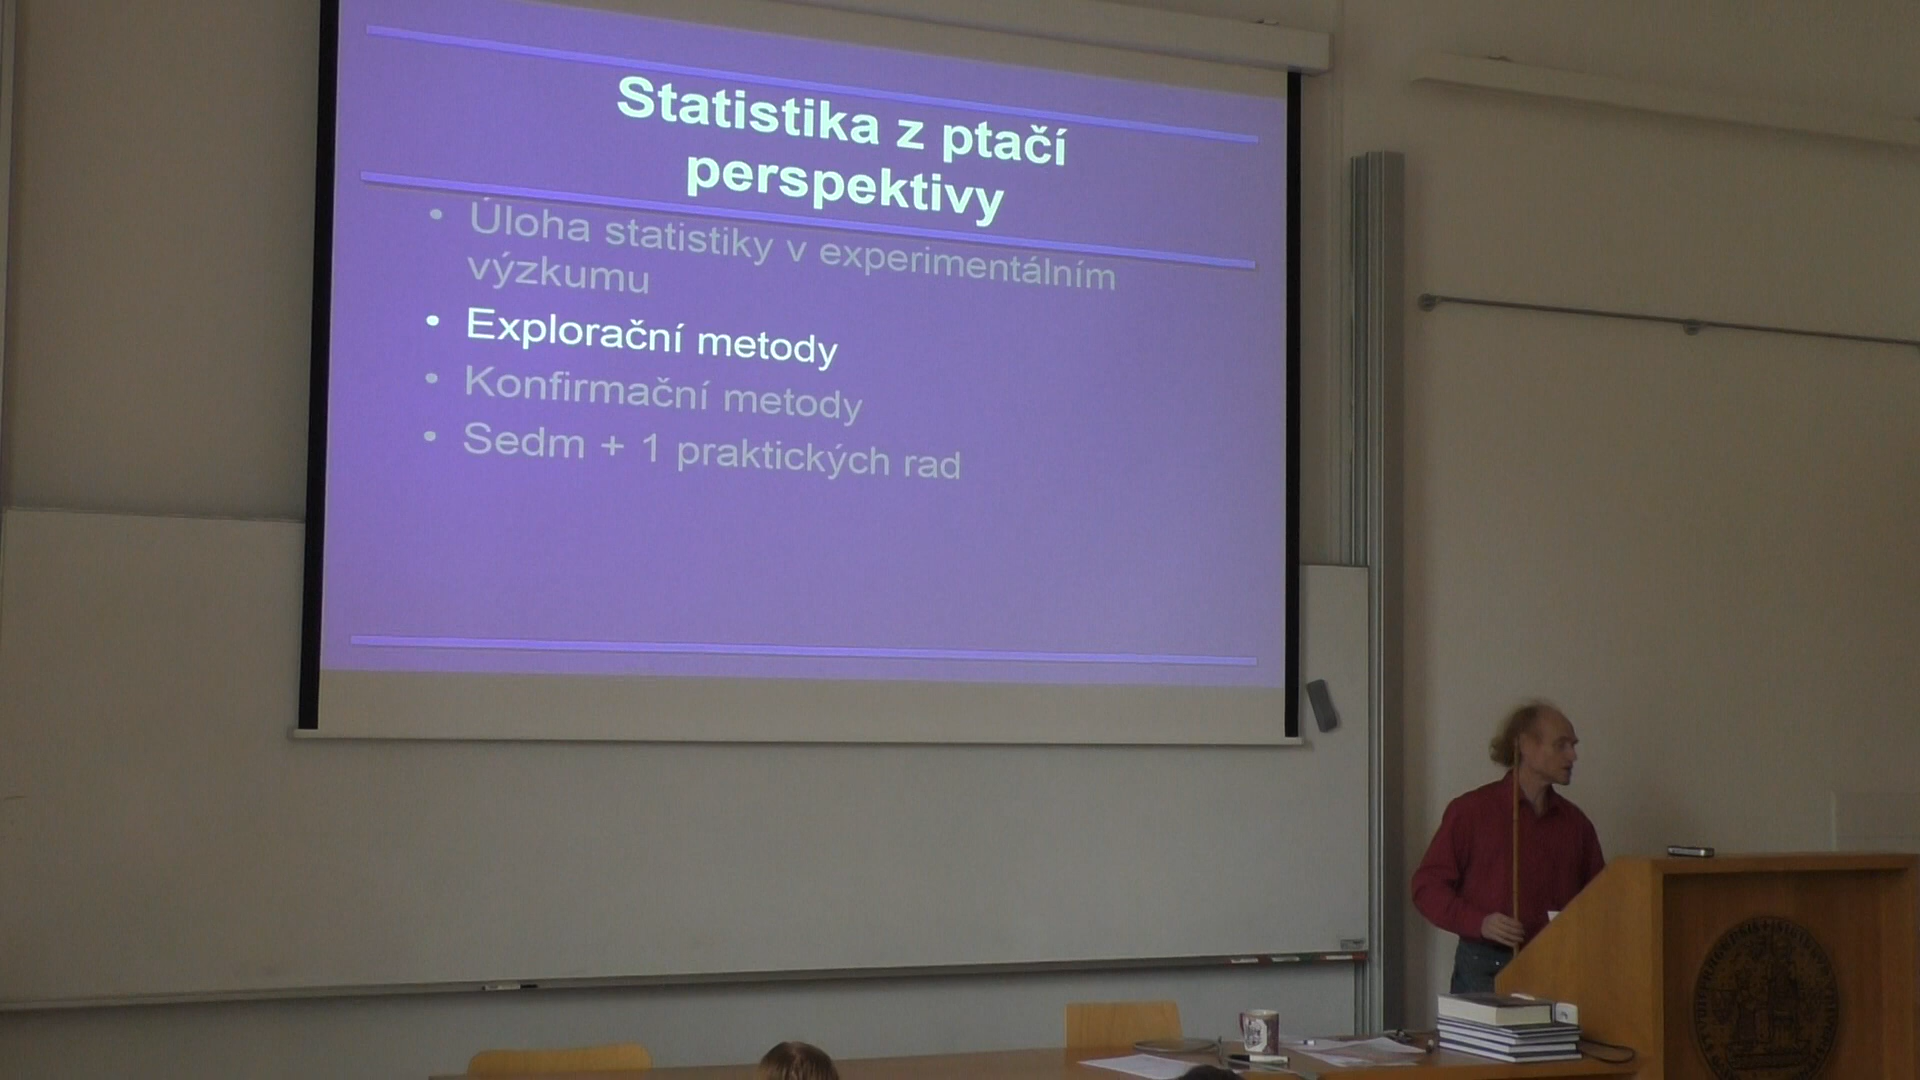 Statistika z ptačí
perspektivy
• Úloha statistiky v experimentálním
výzkumu
• Explorační metody
• Konfirmační metody
• Sedm + 1 praktických rad